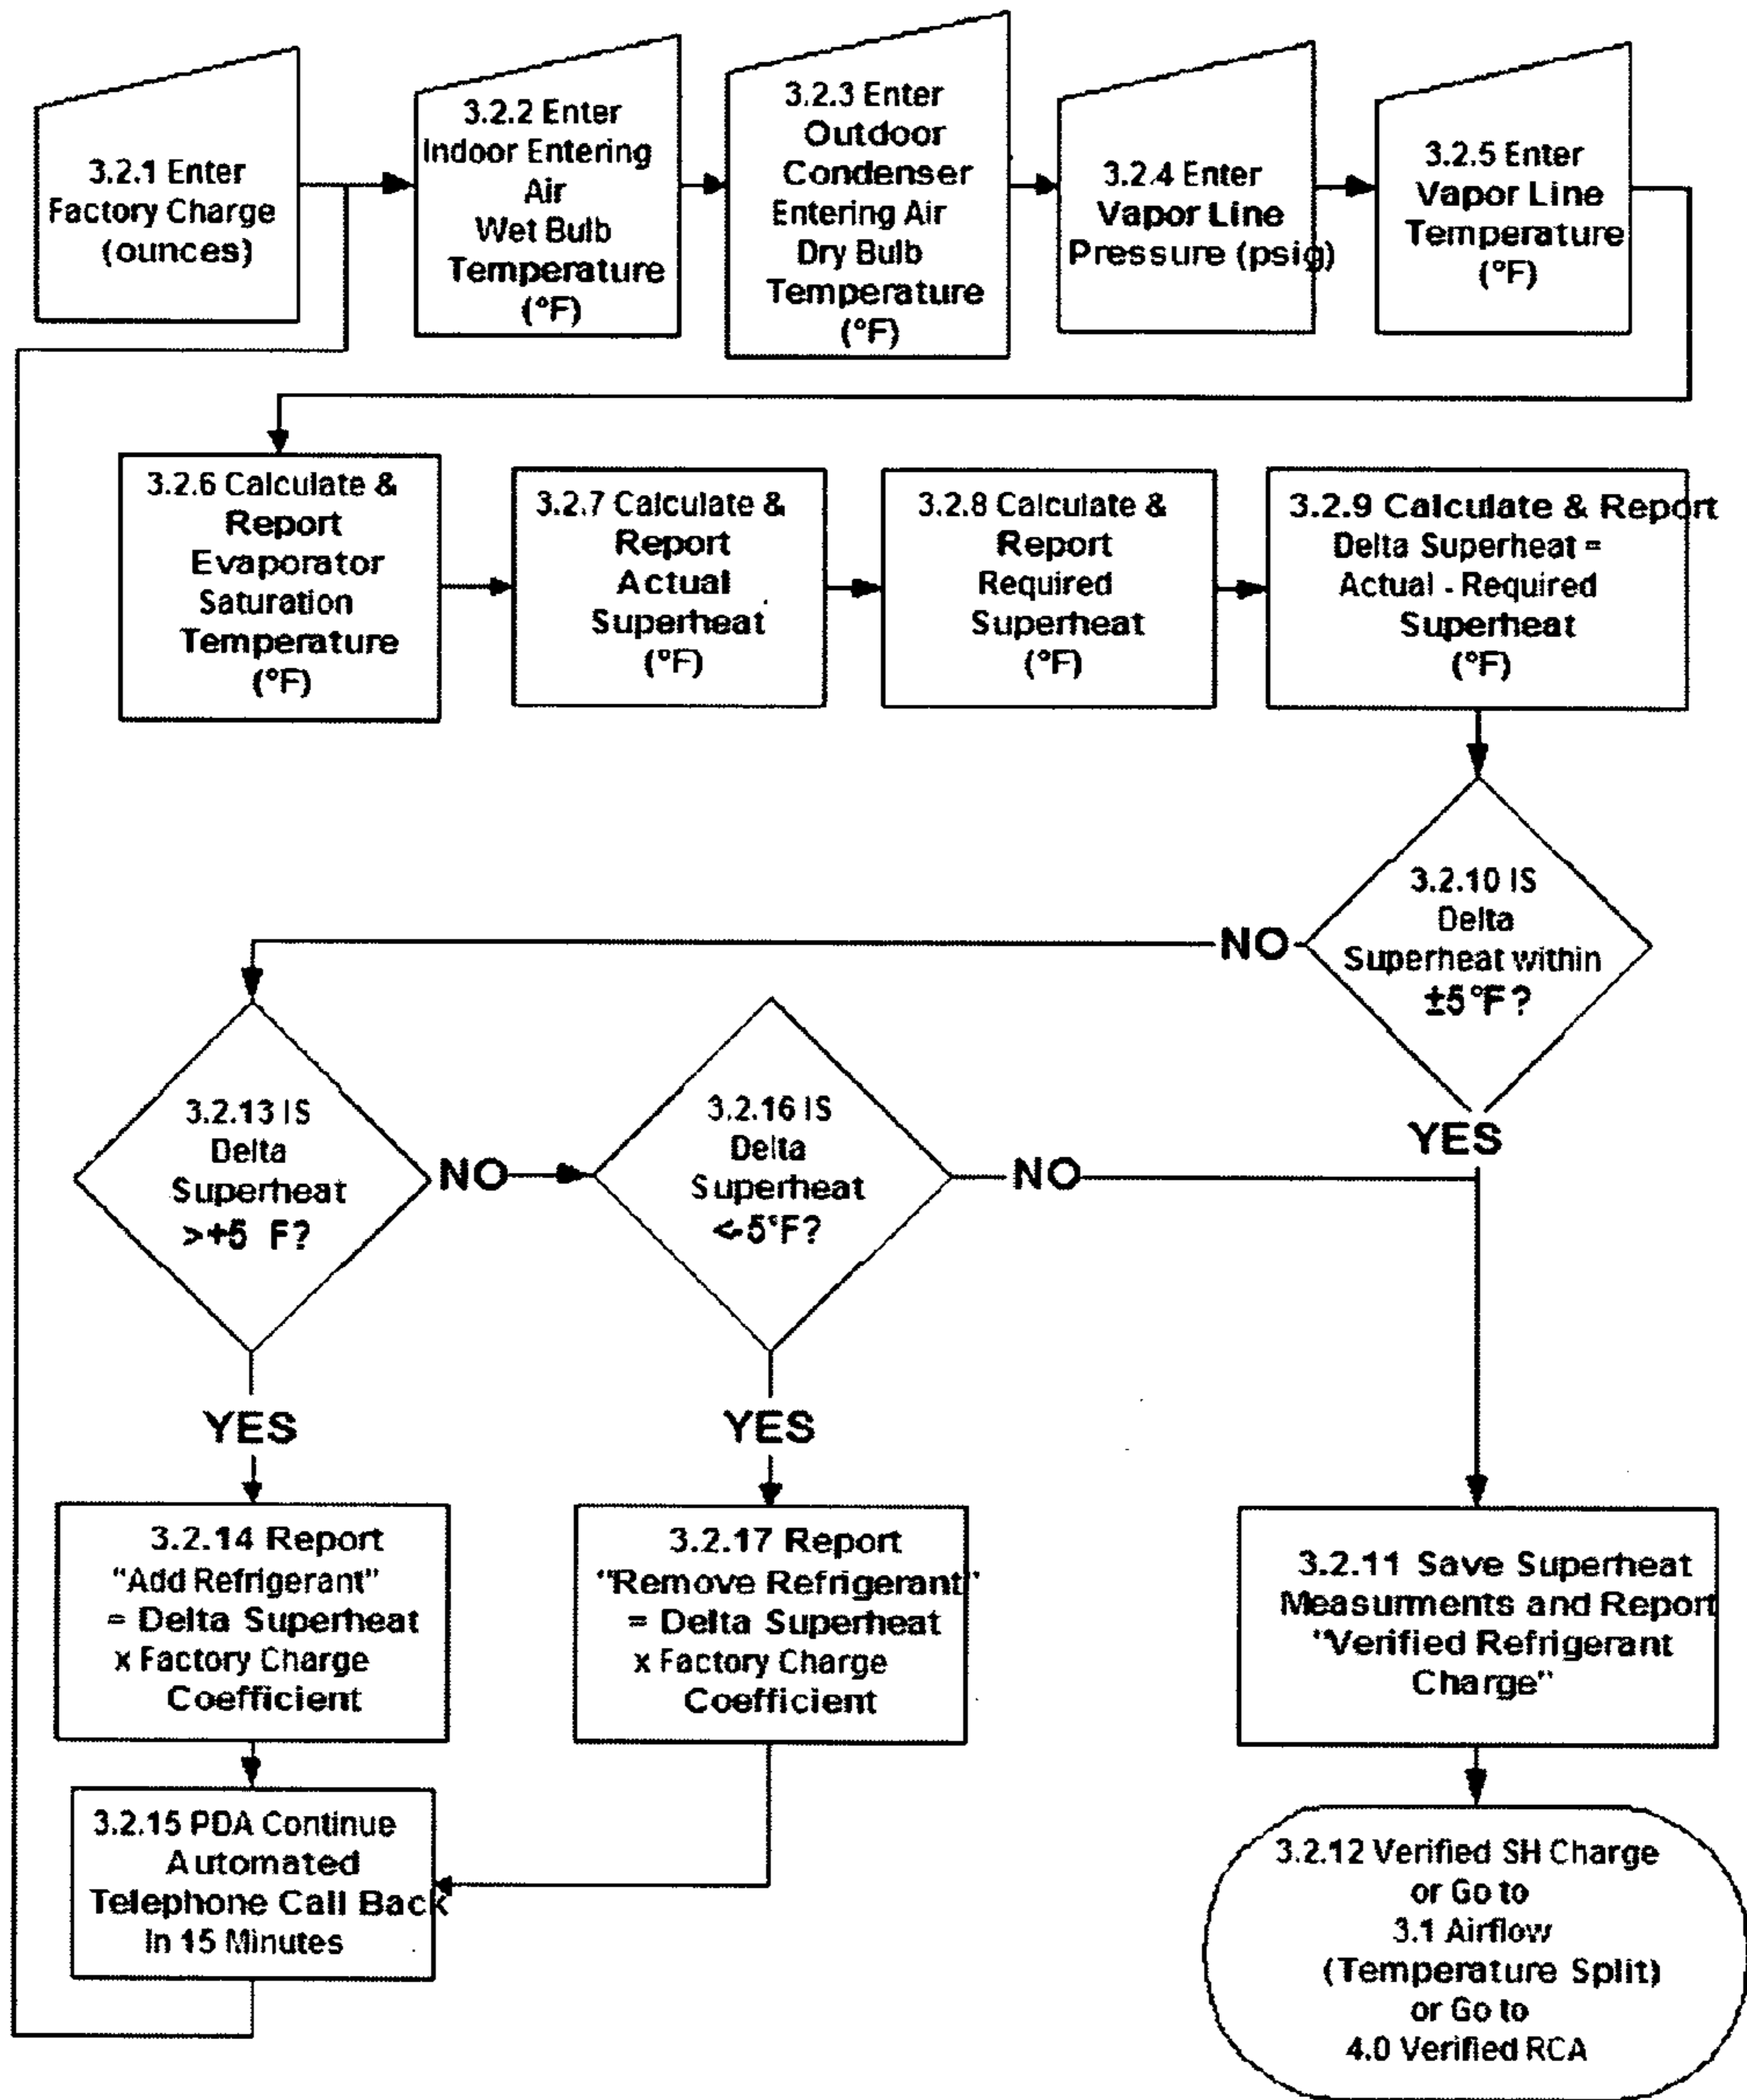 3.2.1 Enter
Factory Charge
(ounces)
3.2.2 Enter
Indoor Entering
Air
Wet Bulb
Temperature
(°F)
3.2.3 Enter
Outdoor
Condenser
Entering Air
Dry Bulb
Temperature
(°F)
3.2.4 Enter
Vapor Line
Pressure (psig)
3.2.5 Enter
Vapor Line
Temperature
(°F)
3.2.6 Calculate &
Report
Evaporator
Saturation
Temperature
(°F)
3.2.7 Calculate &
Report
Actual
Superheat
(°F)
3.2.8 Calculate &
Report
Required
Superheat
(°F)
3.2.9 Calculate & Report
Delta Superheat =
Actual - Required
Superheat
(°F)
3.2.10 IS
Delta
Superheat within
±5°F?
NO
YES
3.2.13 IS
Delta
Superheat
>+5 F?
NO
YES
3.2.16 IS
Delta
Superheat
<-5°F?
NO
YES
3.2.14 Report
"Add Refrigerant"
= Delta Superheat
x Factory Charge
Coefficient
3.2.17 Report
"Remove Refrigerant"
= Delta Superheat
x Factory Charge
Coefficient
3.2.11 Save Superheat
Measurments and Report
"Verified Refrigerant
Charge"
3.2.15 PDA Continue
Automated
Telephone Call Back
In 15 Minutes
3.2.12 Verified SH Charge
or Go to
3.1 Airflow
(Temperature Split)
or Go to
4.0 Verified RCA